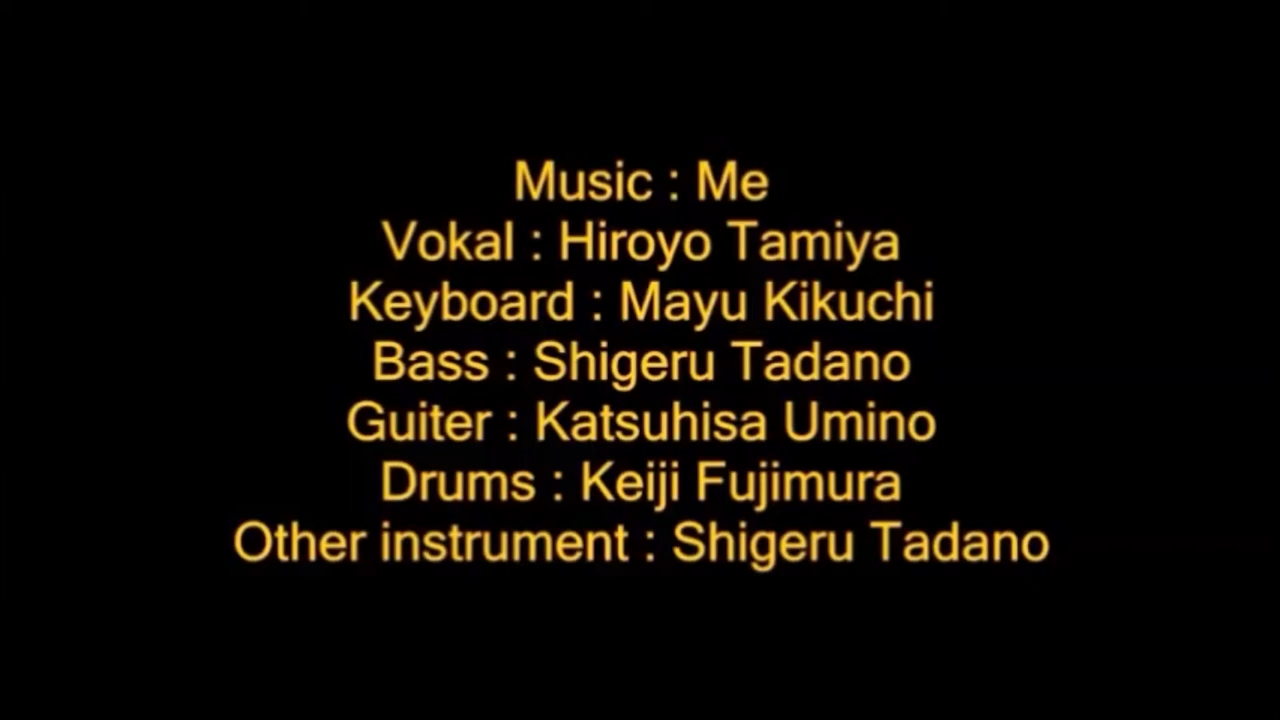 Music : Me
Vokal : Hiroyo Tamiya
Keyboard : Mayu Kikuchi
Bass : Shigeru Tadano
Guiter : Katsuhisa Umino
Drums : Keiji Fujimura
Other instrument : Shigeru Tadano